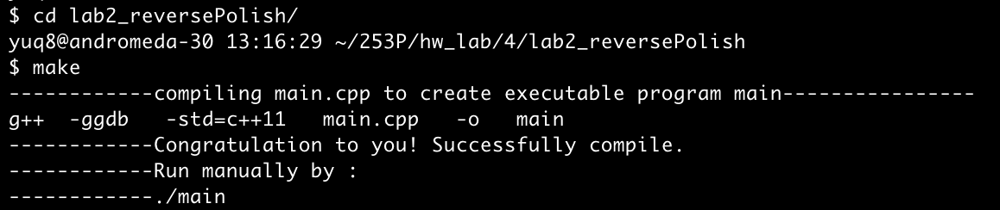 $ cd lab2_reversePolish/
yuq8@andromeda-30 13:16:29 ~/253P/hw_lab/4/lab2_reversePolish
$ make
------------compiling main.cpp to create executable program main----------------
g++  -ggdb   -std=c++11   main.cpp   -o   main
------------Congratulation to you! Successfully compile.
------------Run manually by :
------------./main